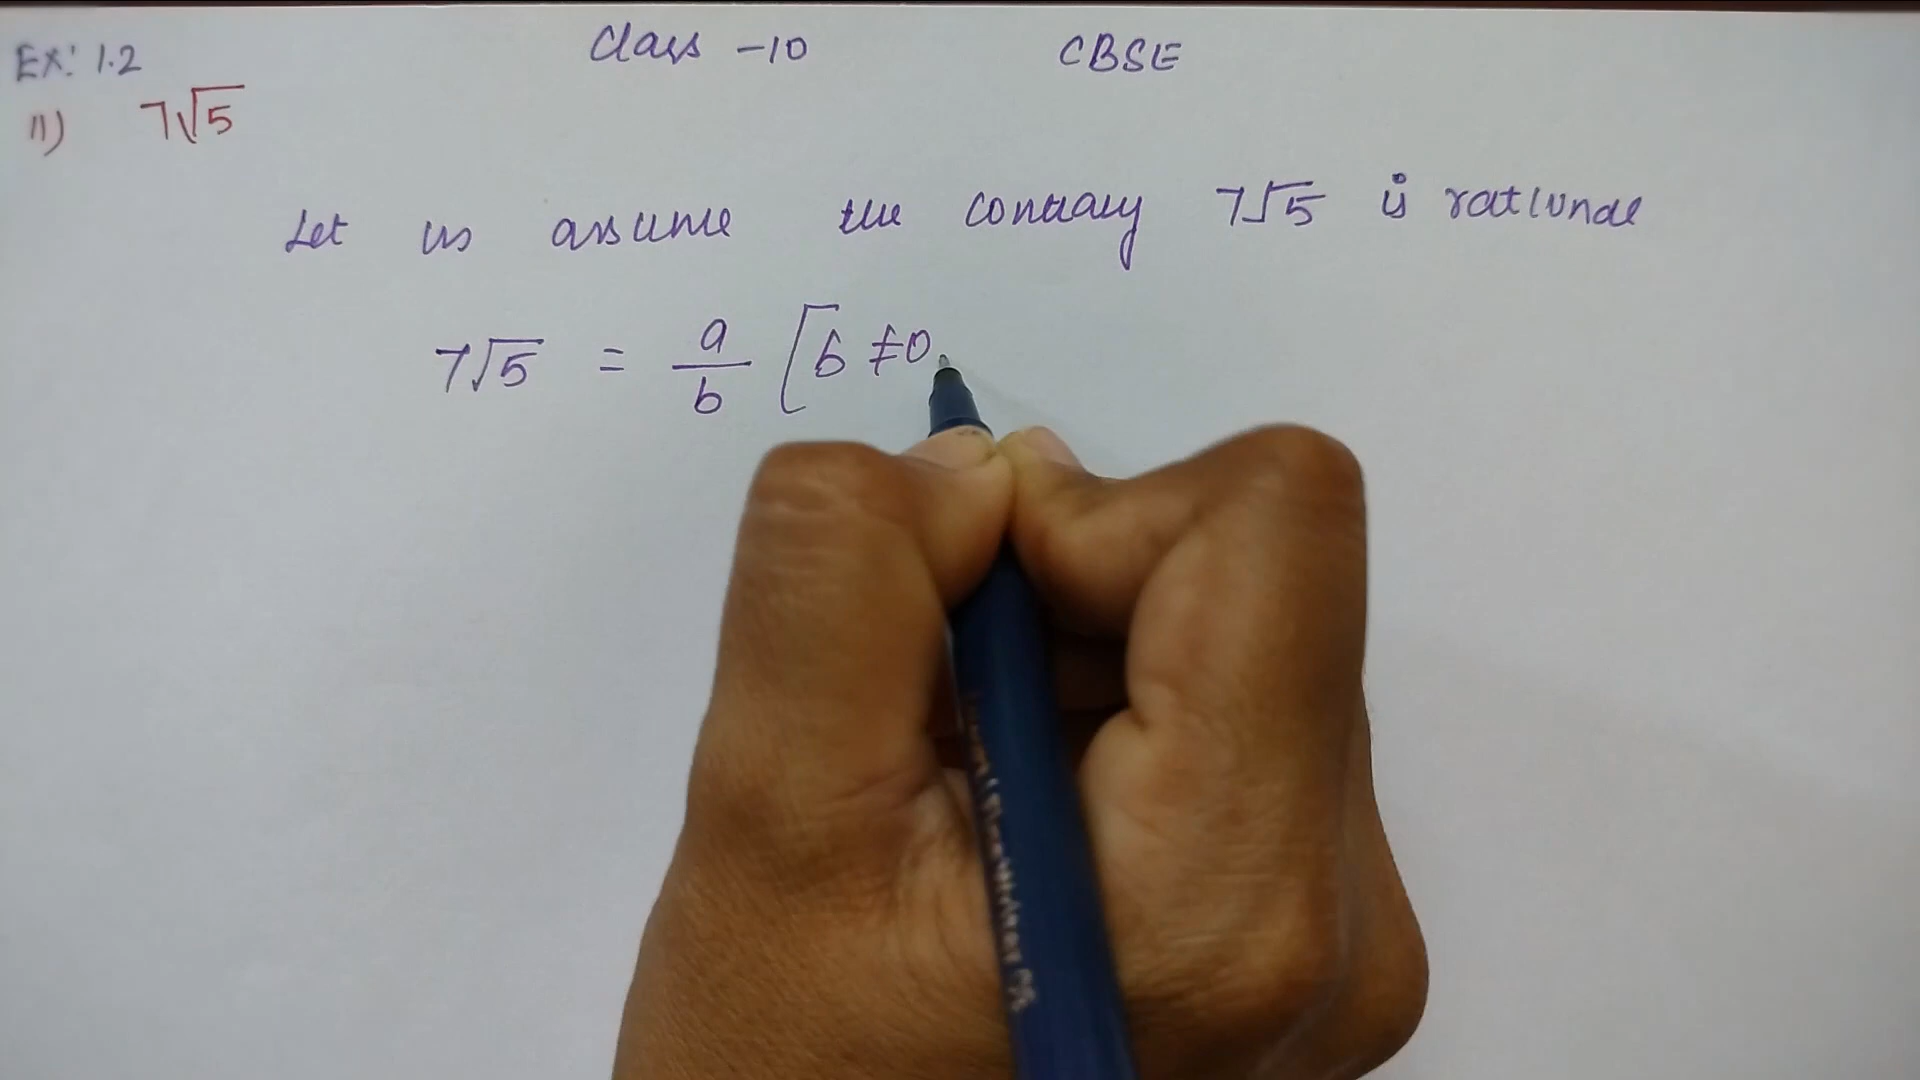 Ex: 1.2
Class -10
CBSE
ii) 7√5
Let us assume the contrary 7√5 is rational
7√5 = a/b [b ≠0,